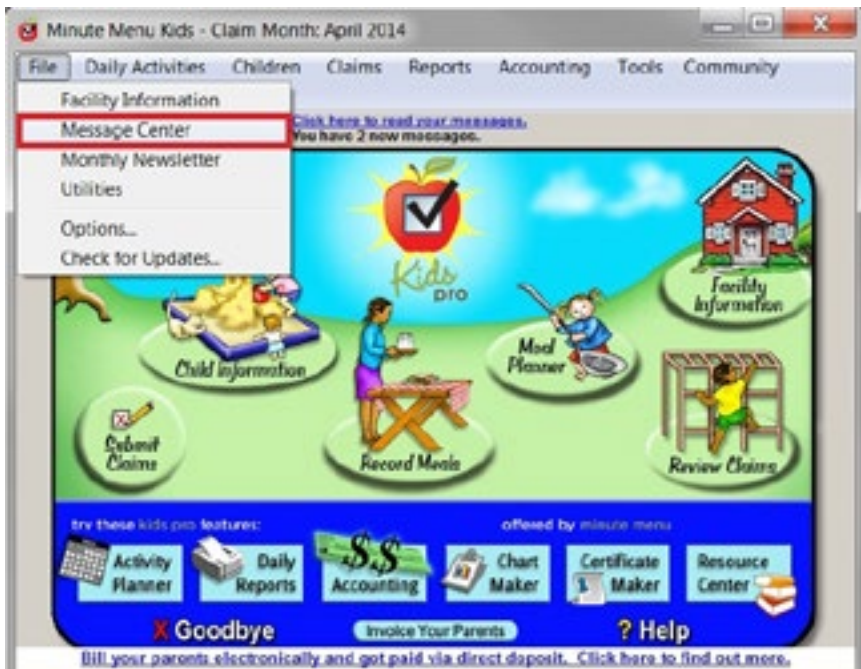 Minute Menu Kids - Claim Month: April 2014
File Daily Activities Children Claims Reports Accounting Tools Community
Facility Information
Message Center
Monthly Newsletter
Utilities
Options...
Check for Updates...
Click here to read your messages.
You have 2 new messages.
Kids
pro
Facility
Information
Child Information
Meal
Planner
Submit
Claims
Record Meals
Review Claims
try these kids pro features:
offered by minute menu
Activity
Planner
Daily
Reports
$$
Accounting
Chart
Maker
Certificate
Maker
Resource
Center
X Goodbye
Invoice Your Parents
? Help
Bill your parents electronically and get paid via direct deposit. Click here to find out more.